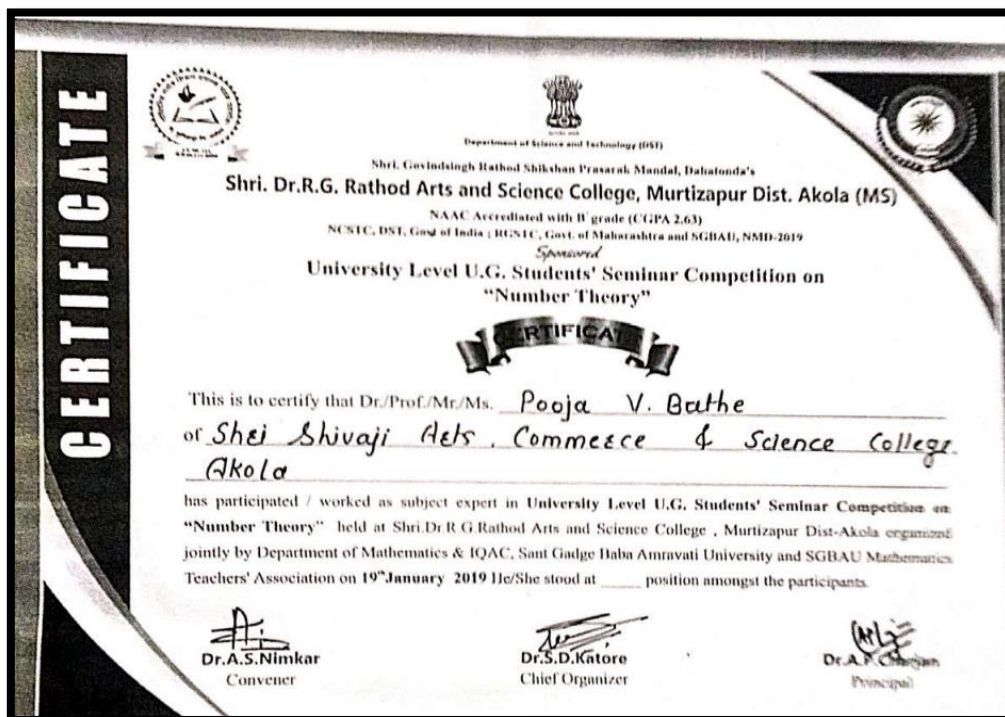 CERTIFICATE
Department of Science and Technology (DST)
Shri. Govindsingh Rathod Shikshan Prasarak Mandal, Dahatonda's
Shri. Dr.R.G. Rathod Arts and Science College, Murtizapur Dist. Akola (MS)
NAAC Accrediated with B' grade (CGPA 2.63)
NCSTC, DST, Govt of India ; RGSTC, Govt. of Maharashtra and SGBAU, NMD-2019
Sponsored
University Level U.G. Students' Seminar Competition on
"Number Theory"
CERTIFICATE
This is to certify that Dr./Prof./Mr./Ms. Pooja V. Bathe
of Shri Shivaji Arts, Commerce & Science College
Akola
has participated / worked as subject expert in University Level U.G. Students' Seminar Competition on
"Number Theory" held at Shri.Dr R G Rathod Arts and Science College , Murtizapur Dist-Akola organized
jointly by Department of Mathematics & IQAC, Sant Gadge Baba Amravati University and SGBAU Mathematics
Teachers' Association on 19th January 2019 He/She stood at _____ position amongst the participants.
Dr.A.S.Nimkar
Convener
Dr.S.D.Katore
Chief Organizer
Dr.A.
Principal